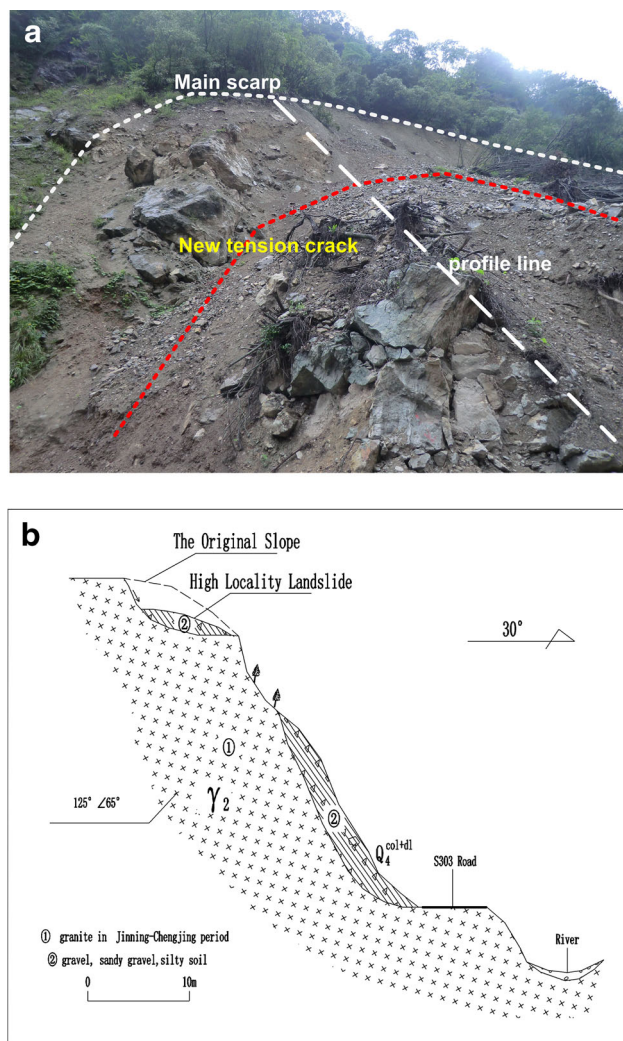 a
Main scarp
New tension crack
profile line
b
The Original Slope
High Locality Landslide
②
30°
①
γ2
125° ∠65°
②
Q4 col+dl
S303 Road
River
① granite in Jinning-Chengjing period
② gravel, sandy gravel,silty soil
0 10m